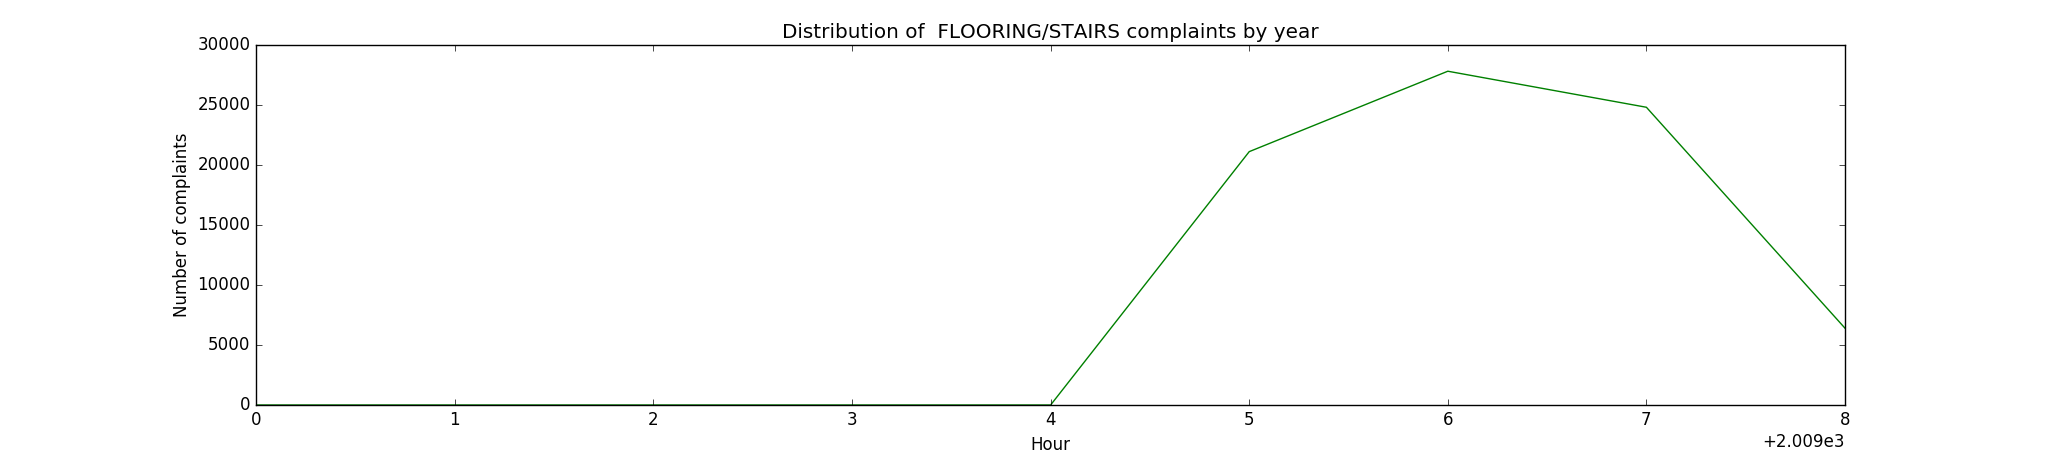 Distribution of  FLOORING/STAIRS complaints by year
30000
25000
20000
15000
10000
5000
0
Number of complaints
0 1 2 3 4 5 6 7 8
Hour
+2.009e3